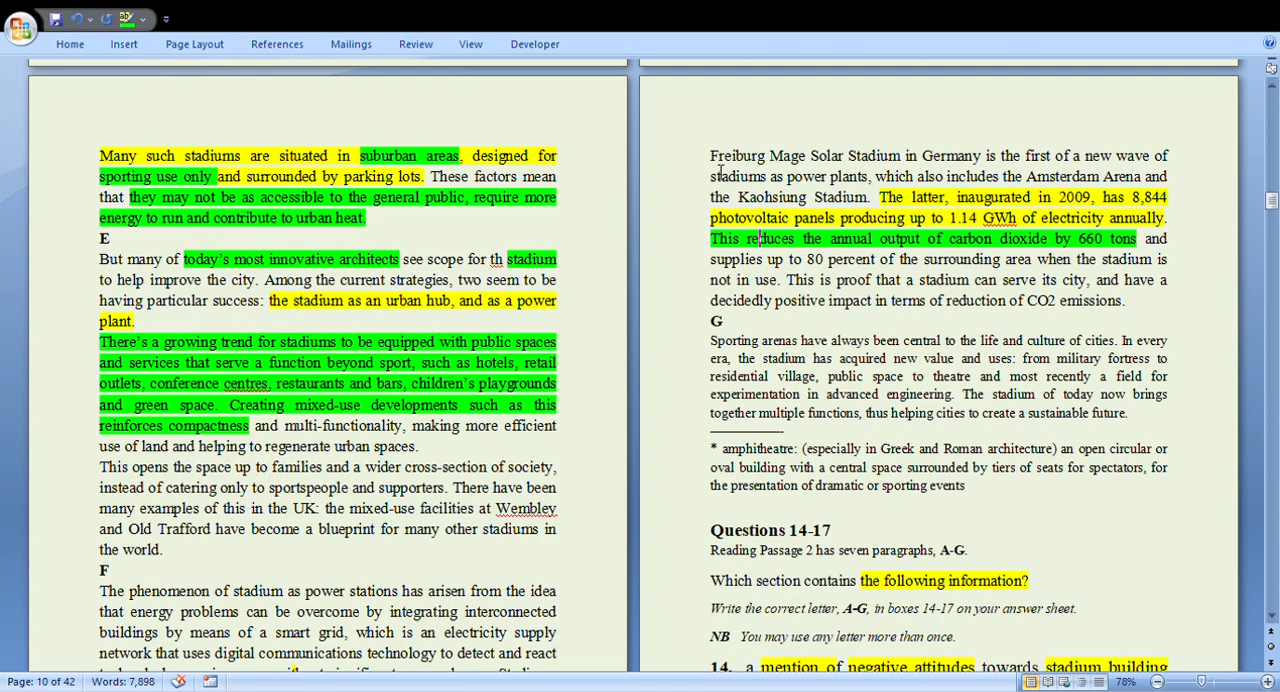 Home Insert Page Layout References Mailings Review View Developer
Many such stadiums are situated in suburban areas, designed for
sporting use only and surrounded by parking lots. These factors mean
that they may not be as accessible to the general public, require more
energy to run and contribute to urban heat.
E
But many of today's most innovative architects see scope for th stadium
to help improve the city. Among the current strategies, two seem to be
having particular success: the stadium as an urban hub, and as a power
plant.
There's a growing trend for stadiums to be equipped with public spaces
and services that serve a function beyond sport, such as hotels, retail
outlets, conference centres, restaurants and bars, children's playgrounds
and green space. Creating mixed-use developments such as this
reinforces compactness and multi-functionality, making more efficient
use of land and helping to regenerate urban spaces.
This opens the space up to families and a wider cross-section of society,
instead of catering only to sportspeople and supporters. There have been
many examples of this in the UK: the mixed-use facilities at Wembley
and Old Trafford have become a blueprint for many other stadiums in
the world.
F
The phenomenon of stadium as power stations has arisen from the idea
that energy problems can be overcome by integrating interconnected
buildings by means of a smart grid, which is an electricity supply
network that uses digital communications technology to detect and react
Freiburg Mage Solar Stadium in Germany is the first of a new wave of
stadiums as power plants, which also includes the Amsterdam Arena and
the Kaohsiung Stadium. The latter, inaugurated in 2009, has 8,844
photovoltaic panels producing up to 1.14 GWh of electricity annually.
This reduces the annual output of carbon dioxide by 660 tons and
supplies up to 80 percent of the surrounding area when the stadium is
not in use. This is proof that a stadium can serve its city, and have a
decidedly positive impact in terms of reduction of CO2 emissions.
G
Sporting arenas have always been central to the life and culture of cities. In every
era, the stadium has acquired new value and uses: from military fortress to
residential village, public space to theatre and most recently a field for
experimentation in advanced engineering. The stadium of today now brings
together multiple functions, thus helping cities to create a sustainable future.
* amphitheatre: (especially in Greek and Roman architecture) an open circular or
oval building with a central space surrounded by tiers of seats for spectators, for
the presentation of dramatic or sporting events
Questions 14-17
Reading Passage 2 has seven paragraphs, A-G.
Which section contains the following information?
Write the correct letter, A-G, in boxes 14-17 on your answer sheet.
NB You may use any letter more than once.
14. a mention of negative attitudes towards stadium building
Page: 10 of 42 Words: 7,898 78%